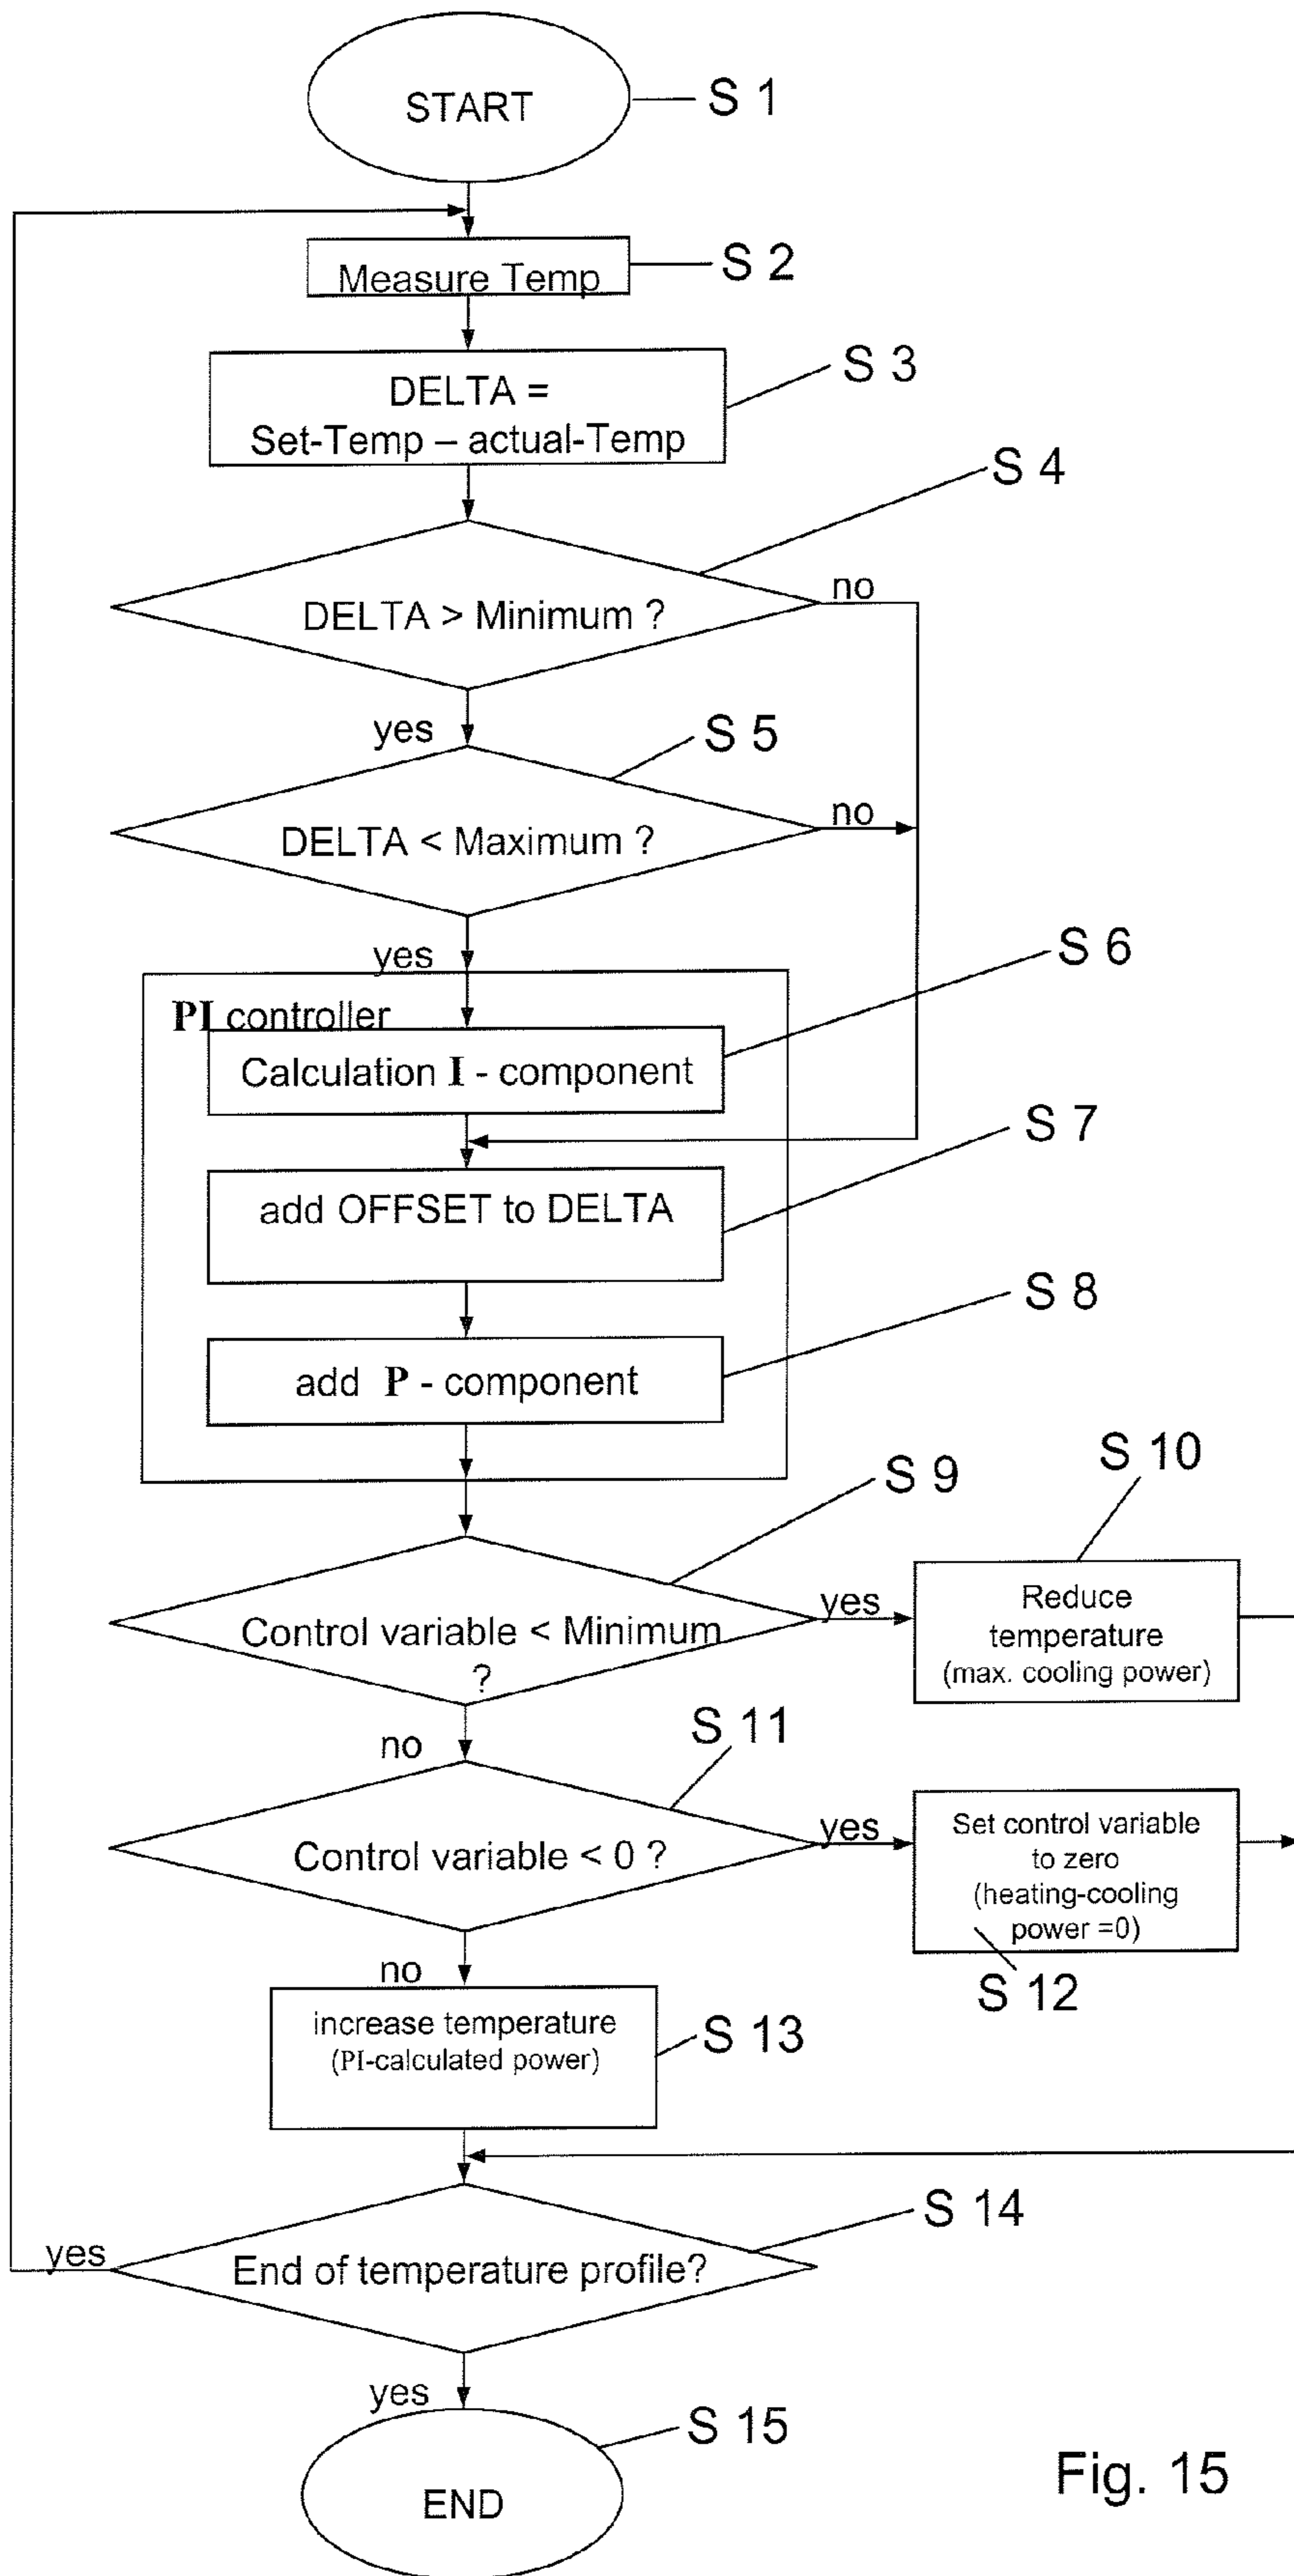 START
S 1
Measure Temp
S 2
DELTA =
Set-Temp – actual-Temp
S 3
S 4
DELTA > Minimum ?
no
yes
S 5
DELTA < Maximum ?
no
yes
S 6
PI controller
Calculation I - component
S 7
add OFFSET to DELTA
S 8
add P - component
S 9
S 10
Control variable < Minimum
?
yes
Reduce
temperature
(max. cooling power)
no
S 11
Control variable < 0 ?
yes
Set control variable
to zero
(heating-cooling
power =0)
S 12
no
increase temperature
(PI-calculated power)
S 13
S 14
yes
End of temperature profile?
yes
S 15
END
Fig. 15